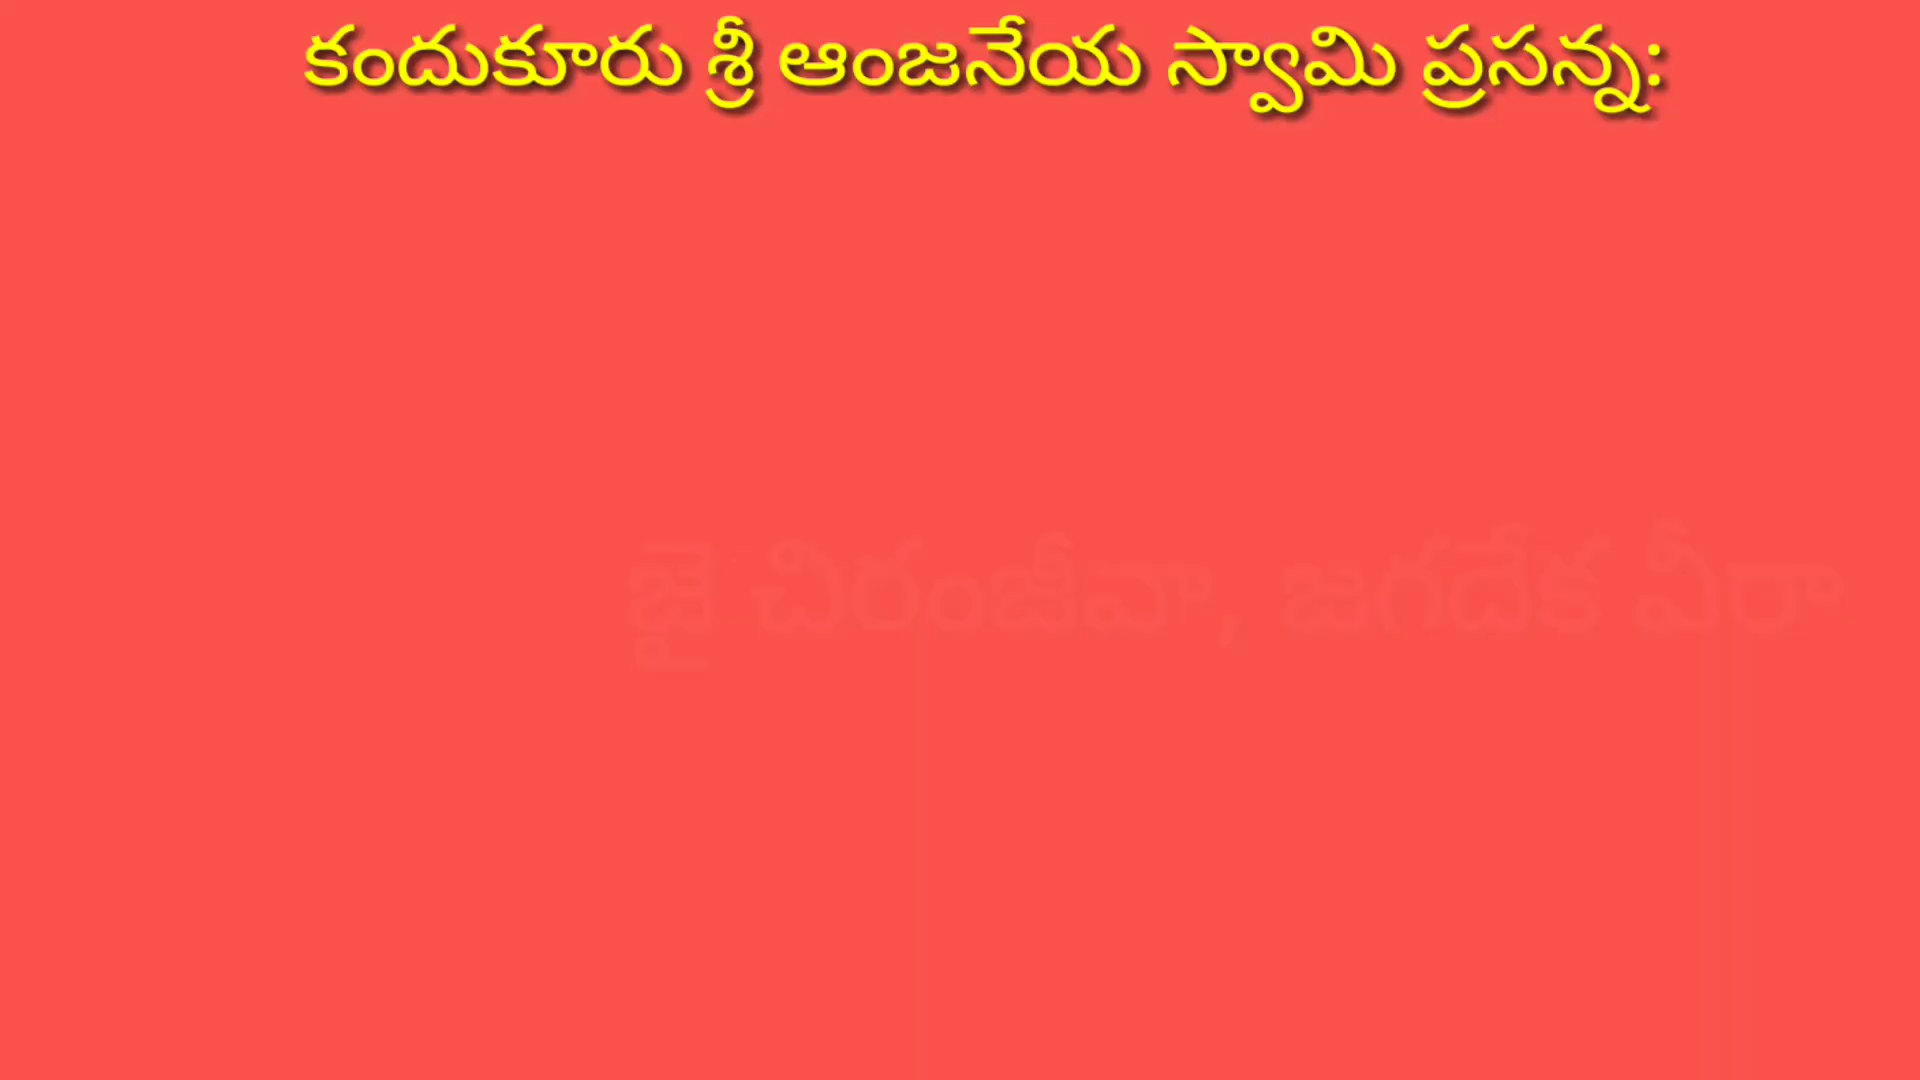 కందుకూరు శ్రీ ఆంజనేయ స్వామి ప్రసన్న:
జై చిరంజీవా, జగదేక వీరా